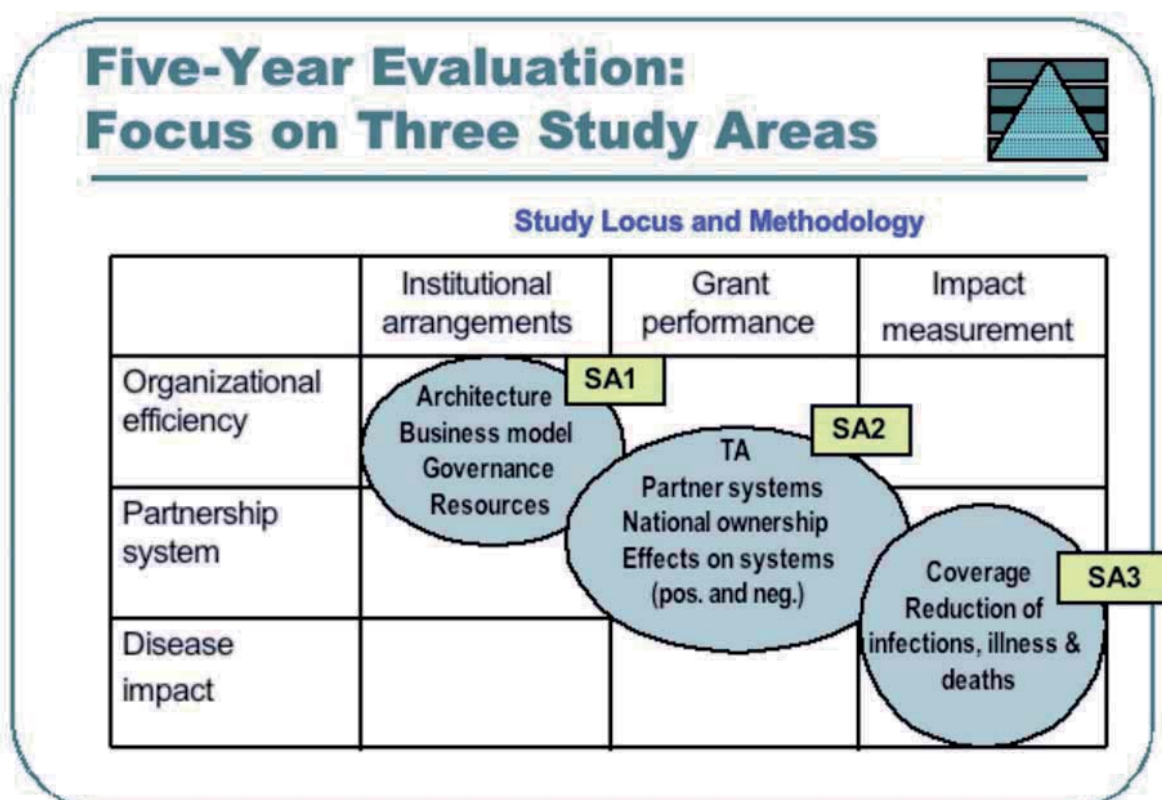 Five-Year Evaluation:
Focus on Three Study Areas
Study Locus and Methodology
Institutional
arrangements
Grant
performance
Impact
measurement
Organizational
efficiency
Architecture
Business model
Governance
Resources
SA1
TA
Partner systems
National ownership
Effects on systems
(pos. and neg.)
SA2
Partnership
system
Coverage
Reduction of
infections, illness &
deaths
SA3
Disease
impact